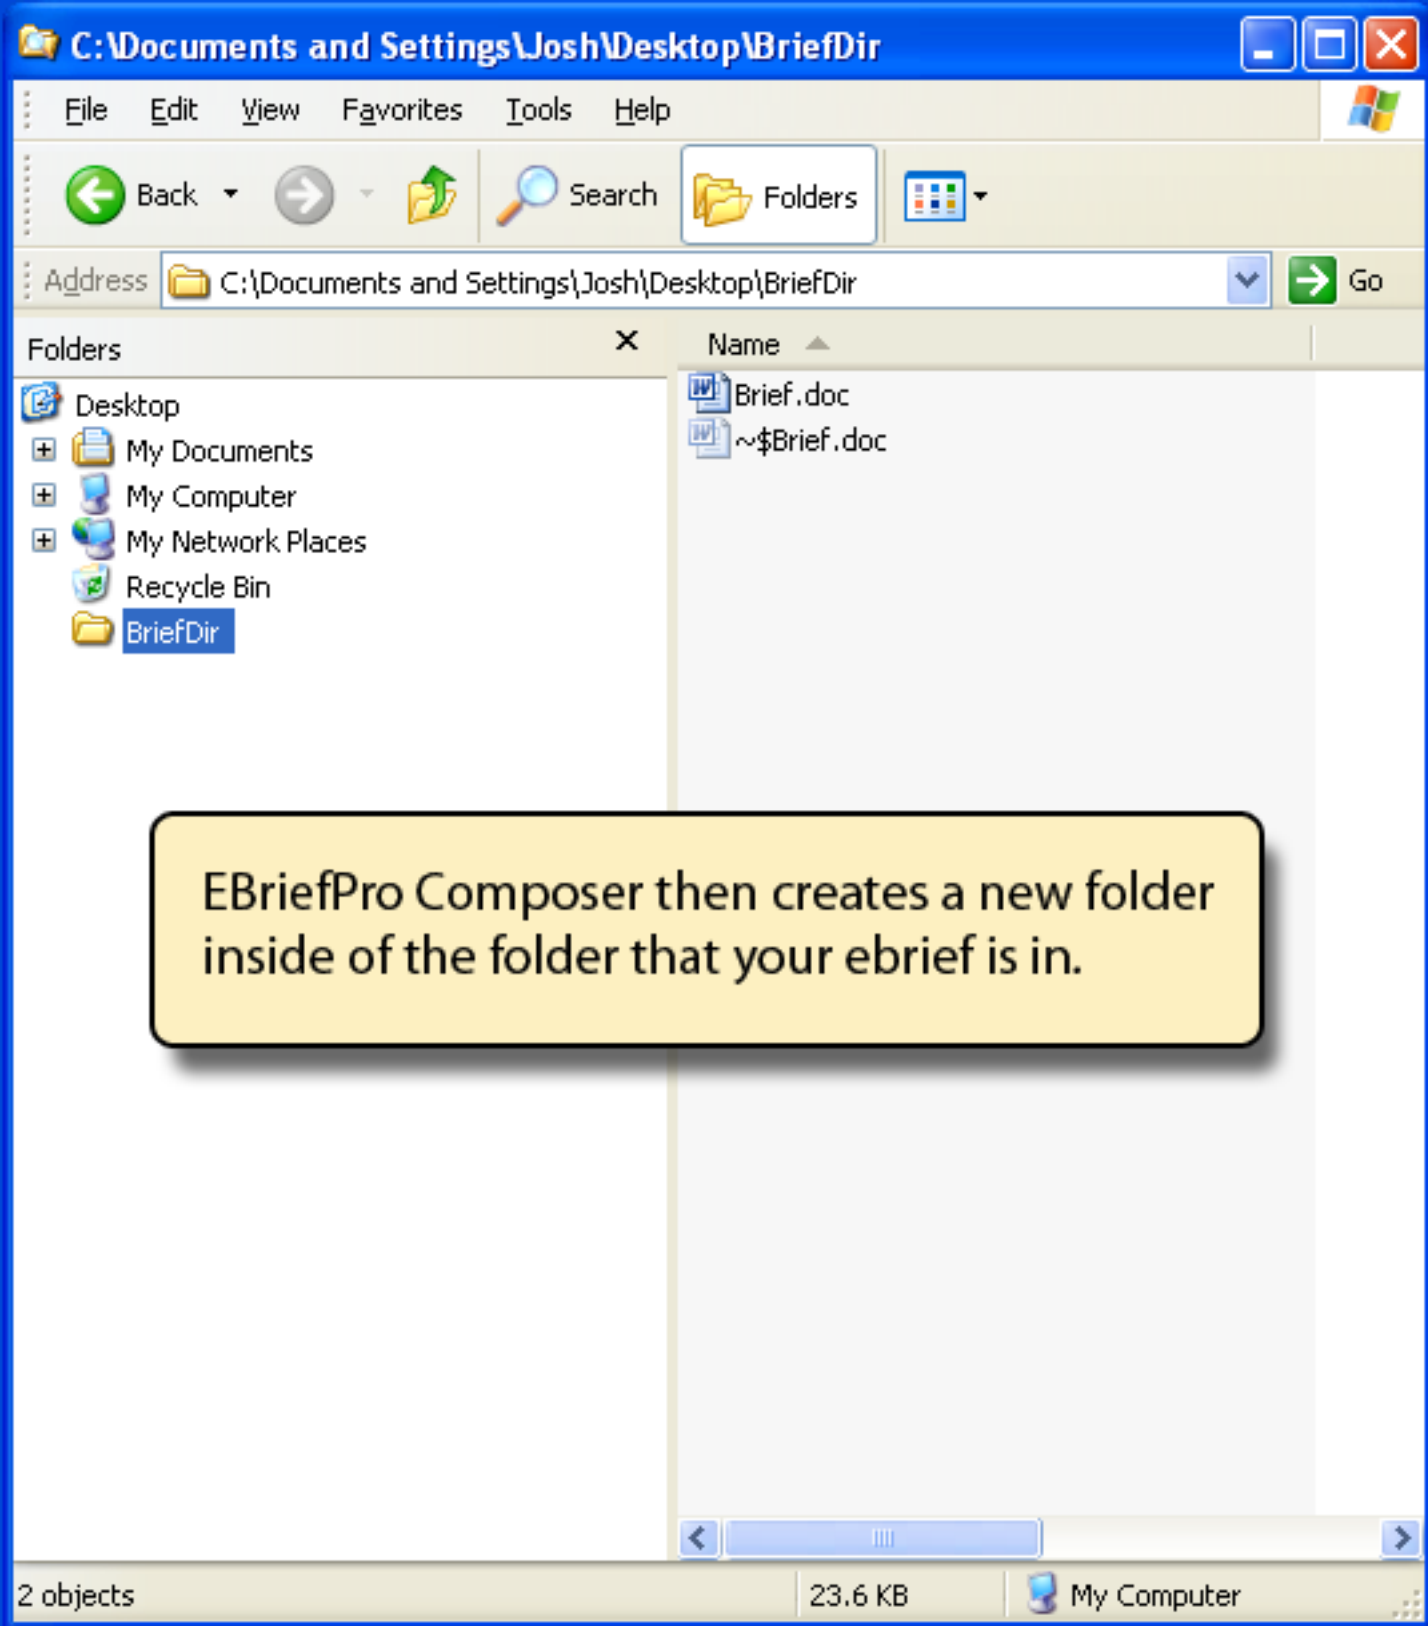 C:\Documents and Settings\Josh\Desktop\BriefDir
File Edit View Favorites Tools Help
Back Search Folders
Address C:\Documents and Settings\Josh\Desktop\BriefDir Go
Folders
Name
Desktop
My Documents
My Computer
My Network Places
Recycle Bin
BriefDir
Brief.doc
~$Brief.doc
EBriefPro Composer then creates a new folder
inside of the folder that your ebrief is in.
2 objects 23.6 KB My Computer